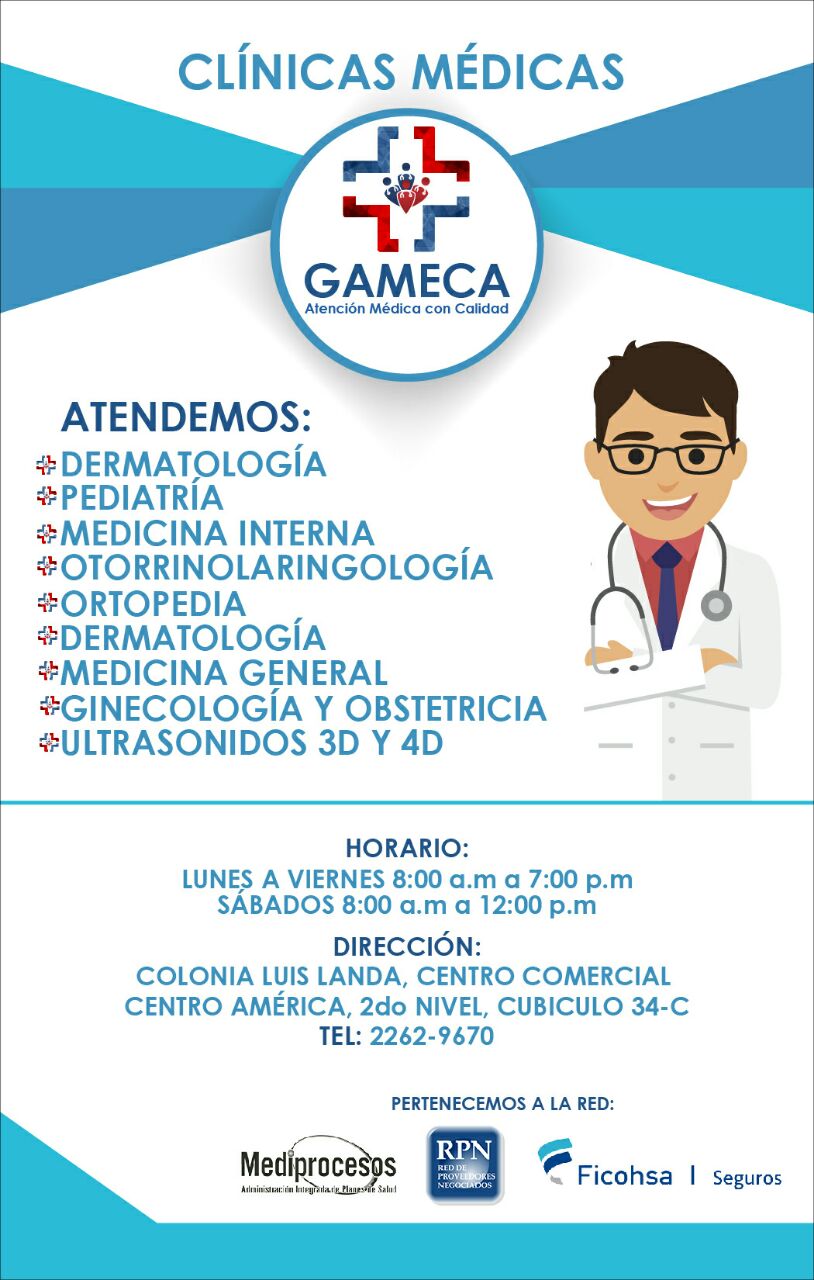 CLÍNICAS MÉDICAS
GAMECA
Atención Médica con Calidad
ATENDEMOS:
DERMATOLOGÍA
PEDIATRÍA
MEDICINA INTERNA
OTORRINOLARINGOLOGÍA
ORTOPEDIA
DERMATOLOGÍA
MEDICINA GENERAL
GINECOLOGÍA Y OBSTETRICIA
ULTRASONIDOS 3D Y 4D
HORARIO:
LUNES A VIERNES 8:00 a.m a 7:00 p.m
SÁBADOS 8:00 a.m a 12:00 p.m
DIRECCIÓN:
COLONIA LUIS LANDA, CENTRO COMERCIAL
CENTRO AMÉRICA, 2do NIVEL, CUBICULO 34-C
TEL: 2262-9670
PERTENECEMOS A LA RED:
Mediprocesos
Administración Integrada de Planes de Salud
RPN
RED DE
PROVEEDORES
NEGOCIADOS
Ficohsa | Seguros